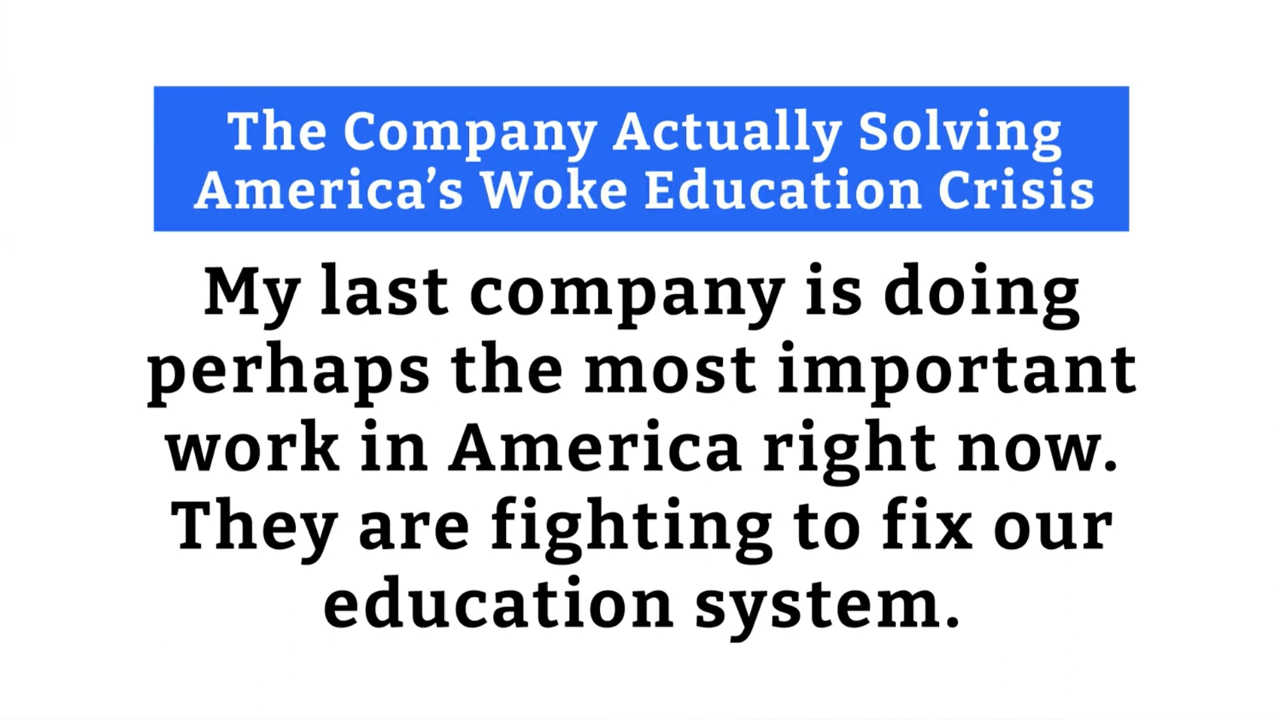 The Company Actually Solving
America’s Woke Education Crisis
My last company is doing
perhaps the most important
work in America right now.
They are fighting to fix our
education system.